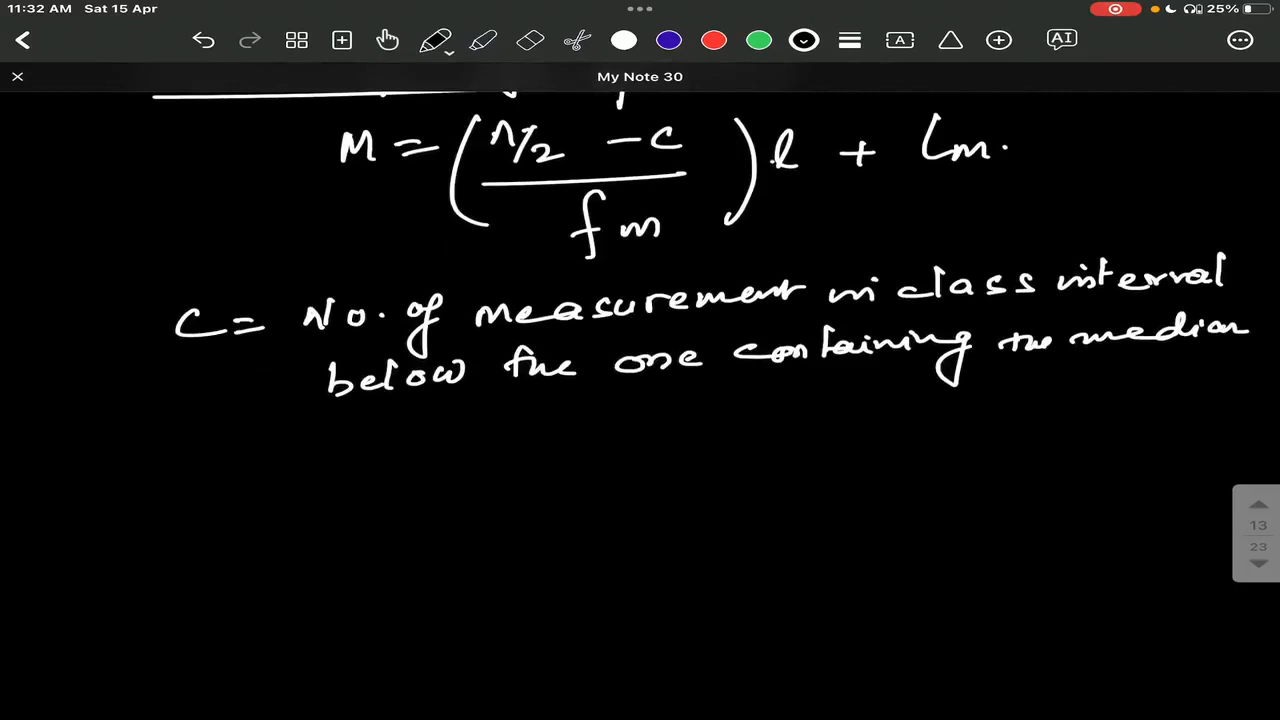 11:32 AM Sat 15 Apr
25%
AI
My Note 30
M = (n/2 - c / fm) l + Lm.
C = No. of measurement in class interval
below the one containing the median
13
23